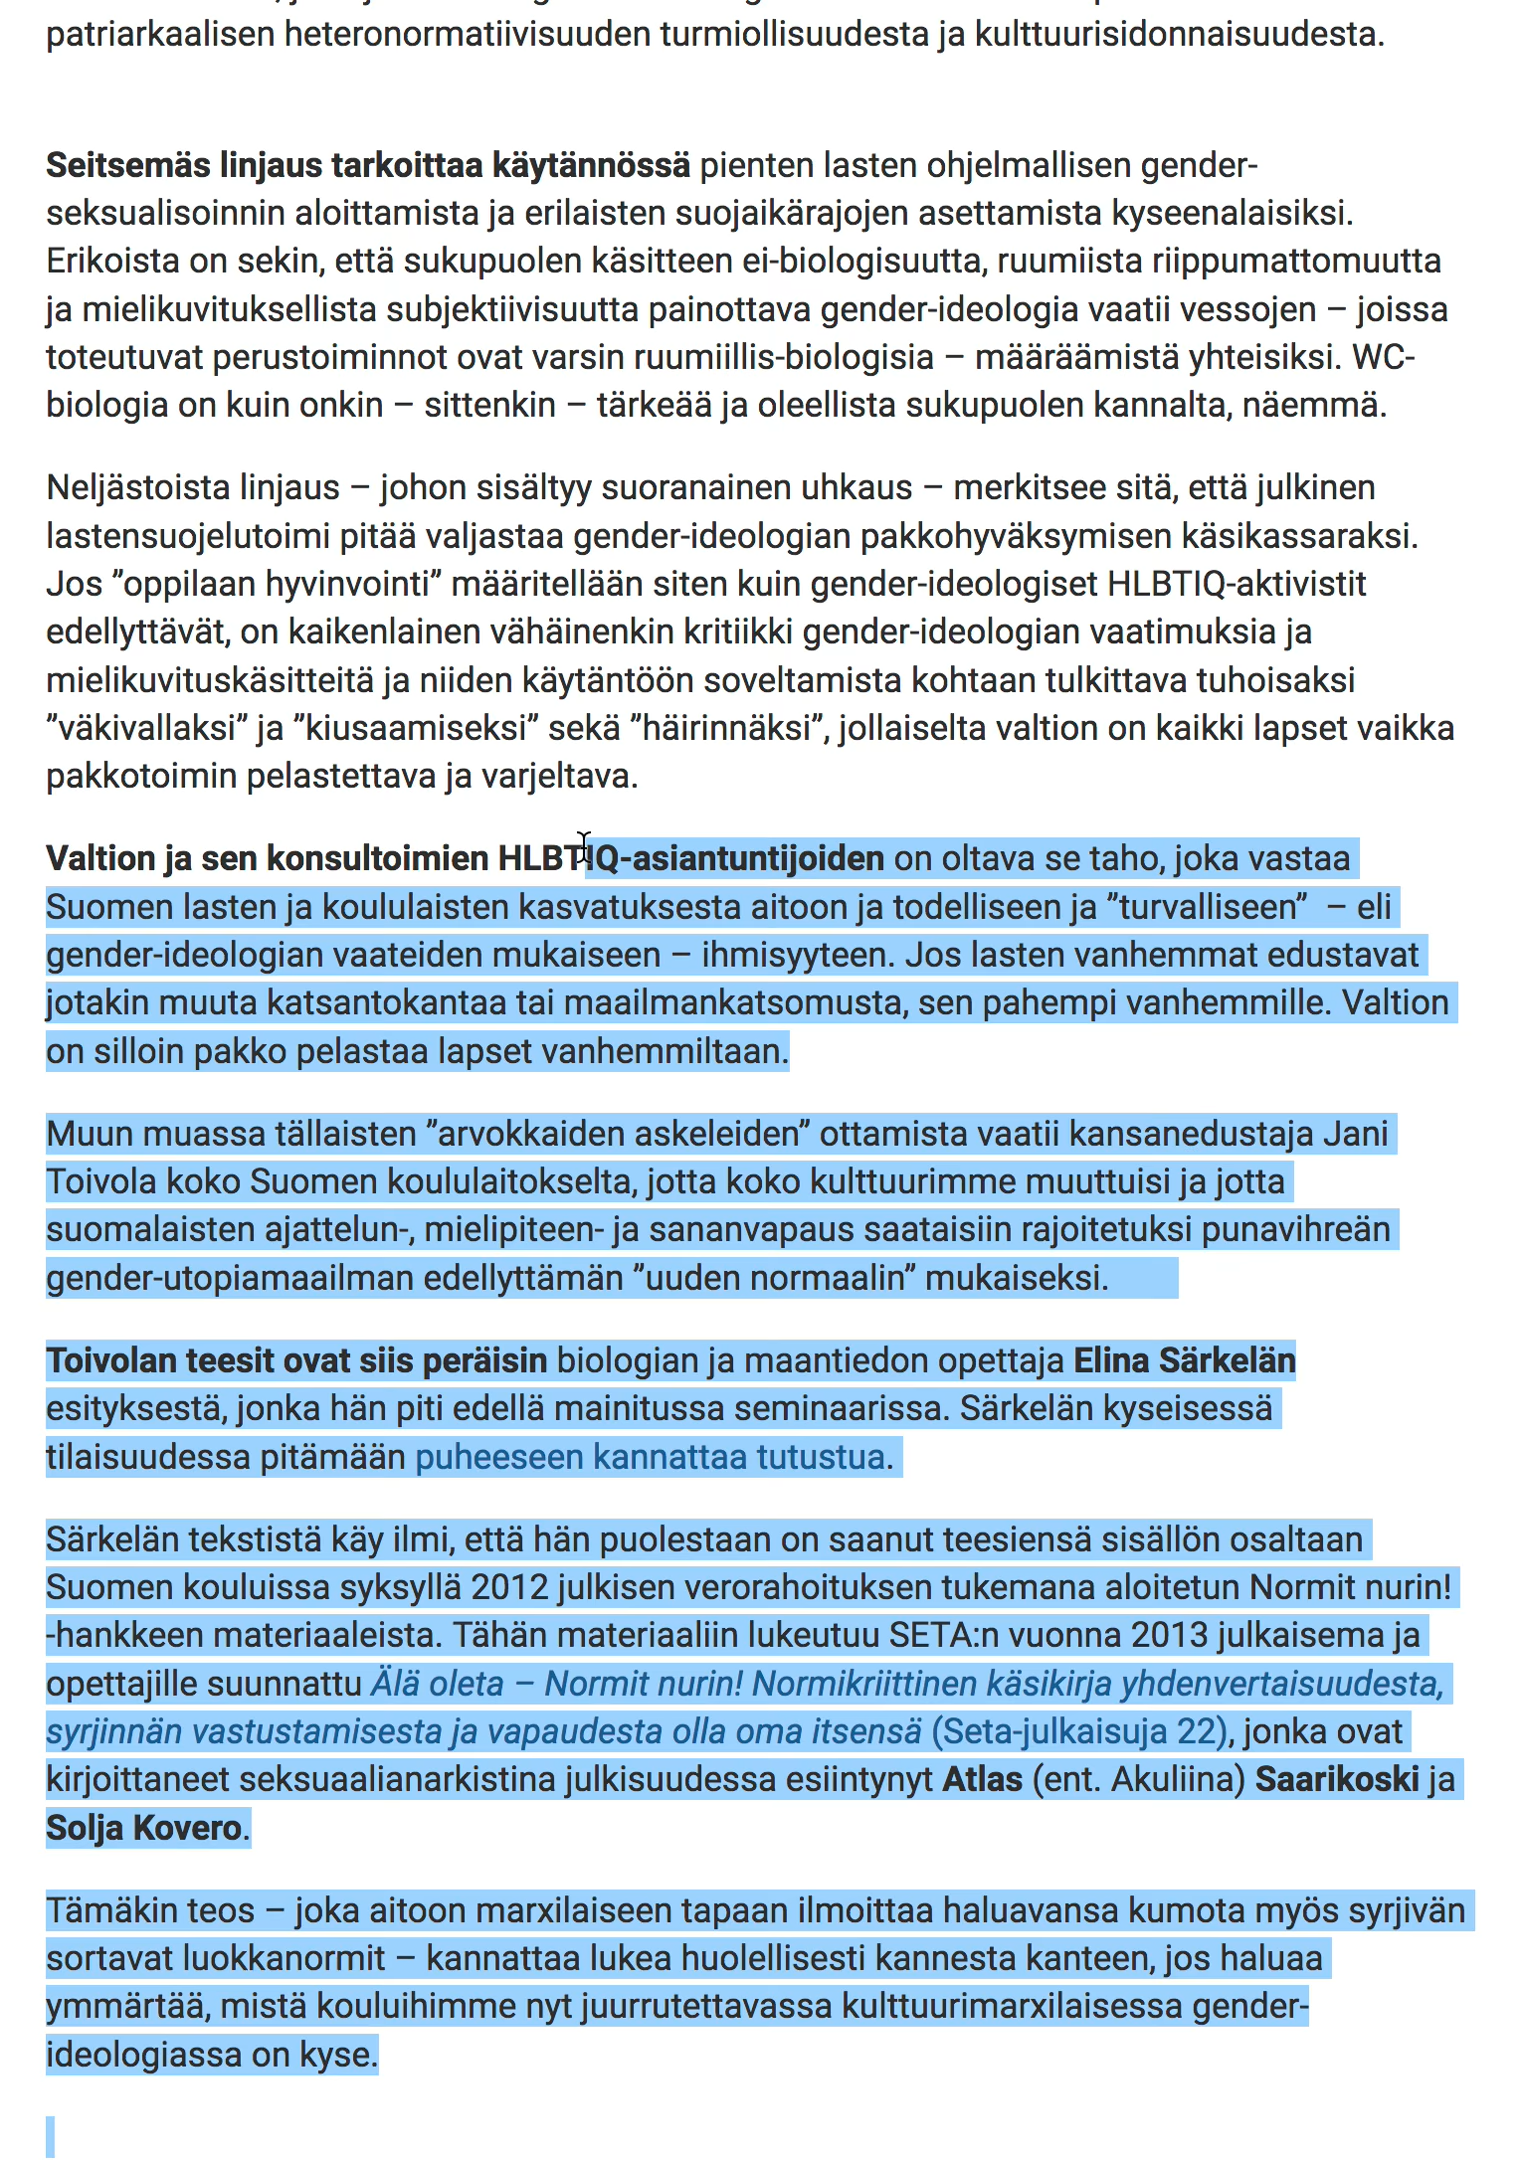 patriarkaalisen heteronormatiivisuuden turmiollisuudesta ja kulttuurisidonnaisuudesta.
Seitsemäs linjaus tarkoittaa käytännössä pienten lasten ohjelmallisen gender-
seksualisoinnin aloittamista ja erilaisten suojaikärajojen asettamista kyseenalaisiksi.
Erikoista on sekin, että sukupuolen käsitteen ei-biologisuutta, ruumiista riippumattomuutta
ja mielikuvituksellista subjektiivisuutta painottava gender-ideologia vaatii vessojen – joissa
toteutuvat perustoiminnot ovat varsin ruumiillis-biologisia – määräämistä yhteisiksi. WC-
biologia on kuin onkin – sittenkin – tärkeää ja oleellista sukupuolen kannalta, näemmä.
Neljästoista linjaus – johon sisältyy suoranainen uhkaus – merkitsee sitä, että julkinen
lastensuojelutoimi pitää valjastaa gender-ideologian pakkohyväksymisen käsikassaraksi.
Jos ”oppilaan hyvinvointi” määritellään siten kuin gender-ideologiset HLBTIQ-aktivistit
edellyttävät, on kaikenlainen vähäinenkin kritiikki gender-ideologian vaatimuksia ja
mielikuvituskäsitteitä ja niiden käytäntöön soveltamista kohtaan tulkittava tuhoisaksi
”väkivallaksi” ja ”kiusaamiseksi” sekä ”häirinnäksi”, jollaiselta valtion on kaikki lapset vaikka
pakkotoimin pelastettava ja varjeltava.
Valtion ja sen konsultoimien HLBTIQ-asiantuntijoiden on oltava se taho, joka vastaa
Suomen lasten ja koululaisten kasvatuksesta aitoon ja todelliseen ja ”turvalliseen” – eli
gender-ideologian vaateiden mukaiseen – ihmisyyteen. Jos lasten vanhemmat edustavat
jotakin muuta katsantokantaa tai maailmankatsomusta, sen pahempi vanhemmille. Valtion
on silloin pakko pelastaa lapset vanhemmiltaan.
Muun muassa tällaisten ”arvokkaiden askeleiden” ottamista vaatii kansanedustaja Jani
Toivola koko Suomen koululaitokselta, jotta koko kulttuurimme muuttuisi ja jotta
suomalaisten ajattelun-, mielipiteen- ja sananvapaus saataisiin rajoitetuksi punavihreän
gender-utopiamaailman edellyttämän ”uuden normaalin” mukaiseksi.
Toivolan teesit ovat siis peräisin biologian ja maantiedon opettaja Elina Särkelän
esityksestä, jonka hän piti edellä mainitussa seminaarissa. Särkelän kyseisessä
tilaisuudessa pitämään puheeseen kannattaa tutustua.
Särkelän tekstistä käy ilmi, että hän puolestaan on saanut teesiensä sisällön osaltaan
Suomen kouluissa syksyllä 2012 julkisen verorahoituksen tukemana aloitetun Normit nurin!
-hankkeen materiaaleista. Tähän materiaaliin lukeutuu SETA:n vuonna 2013 julkaisema ja
opettajille suunnattu Älä oleta – Normit nurin! Normikriittinen käsikirja yhdenvertaisuudesta,
syrjinnän vastustamisesta ja vapaudesta olla oma itsensä (Seta-julkaisuja 22), jonka ovat
kirjoittaneet seksuaalianarkistina julkisuudessa esiintynyt Atlas (ent. Akuliina) Saarikoski ja
Solja Kovero.
Tämäkin teos – joka aitoon marxilaiseen tapaan ilmoittaa haluavansa kumota myös syrjivän
sortavat luokkanormit – kannattaa lukea huolellisesti kannesta kanteen, jos haluaa
ymmärtää, mistä kouluihimme nyt juurrutettavassa kulttuurimarxilaisessa gender-
ideologiassa on kyse.